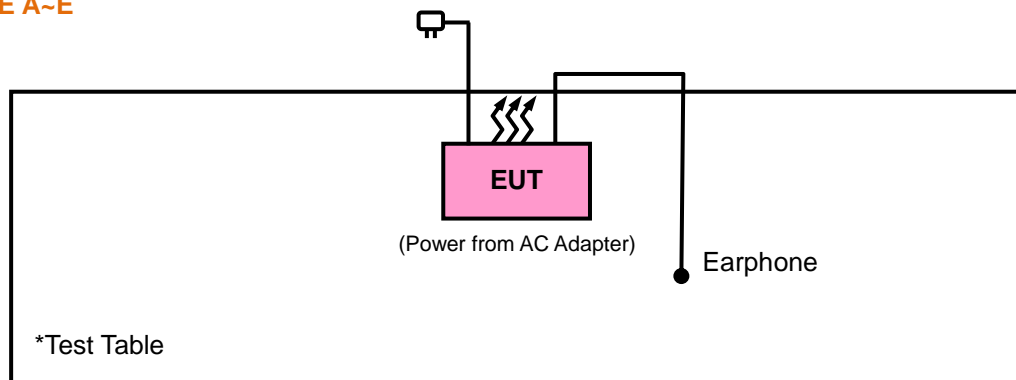 E A~E
EUT
(Power from AC Adapter)
Earphone
*Test Table